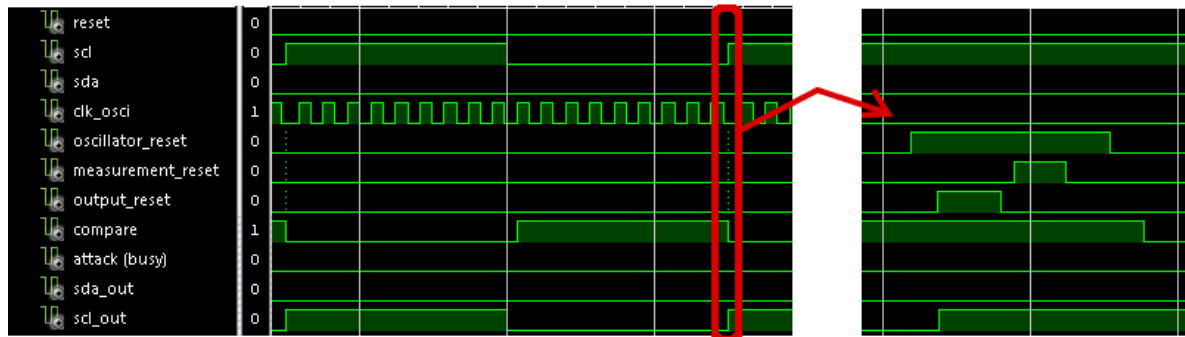 reset 0
scl 0
sda 0
clk_osci 1
oscillator_reset 0
measurement_reset 0
output_reset 0
compare 1
attack (busy) 0
sda_out 0
scl_out 0